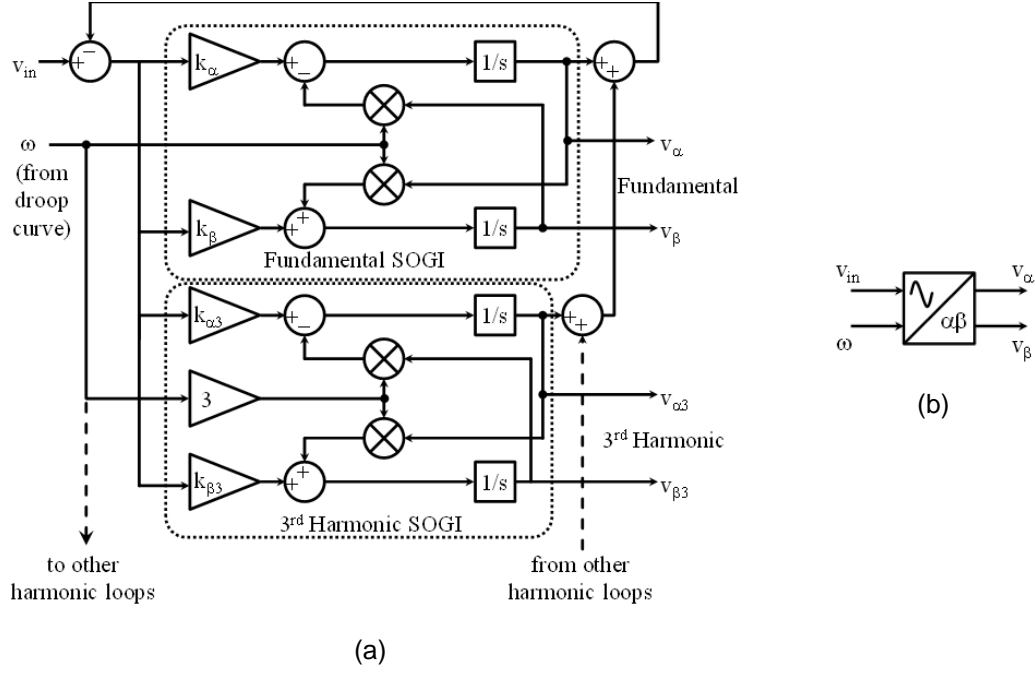 v_in
+
−
k_α
+
−
1/s
+
+
ω
(from
droop
curve)
v_α
Fundamental
k_β
+
+
1/s
v_β
Fundamental SOGI
k_α3
+
−
1/s
+
+
3
v_α3
3rd Harmonic
k_β3
+
+
1/s
v_β3
3rd Harmonic SOGI
to other
harmonic loops
from other
harmonic loops
(a)
v_in
ω
αβ
v_α
v_β
(b)